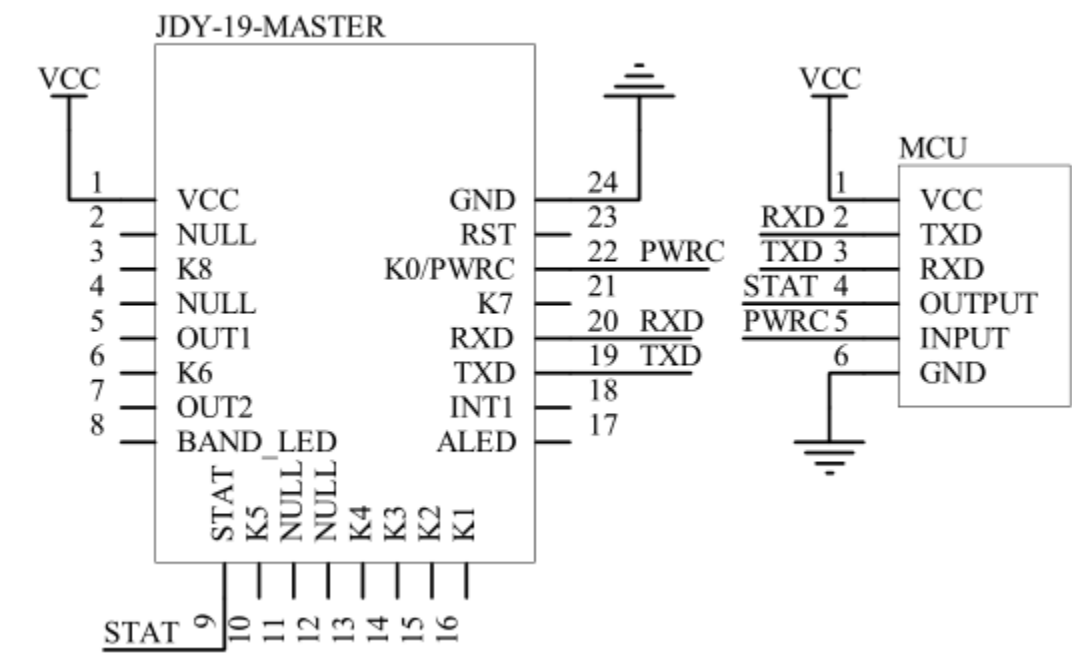 JDY-19-MASTER
VCC
1 VCC
2 NULL
3 K8
4 NULL
5 OUT1
6 K6
7 OUT2
8 BAND_LED
GND 24
RST 23
K0/PWRC 22 PWRC
K7 21
RXD 20 RXD
TXD 19 TXD
INT1 18
ALED 17
STAT
K5
NULL
NULL
K4
K3
K2
K1
STAT
9
10
11
12
13
14
15
16
VCC
MCU
1 VCC
RXD 2 TXD
TXD 3 RXD
STAT 4 OUTPUT
PWRC 5 INPUT
6 GND